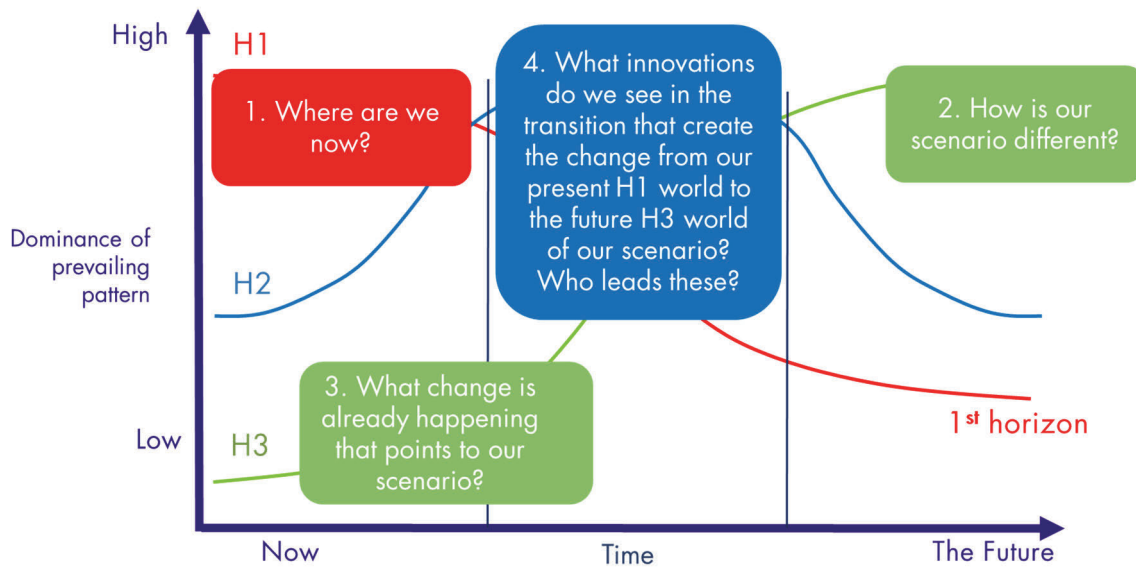 High
H1
1. Where are we
now?
4. What innovations
do we see in the
transition that create
the change from our
present H1 world to
the future H3 world
of our scenario?
Who leads these?
2. How is our
scenario different?
Dominance of
prevailing
pattern
H2
3. What change is
already happening
that points to our
scenario?
Low
H3
1st horizon
Now
Time
The Future